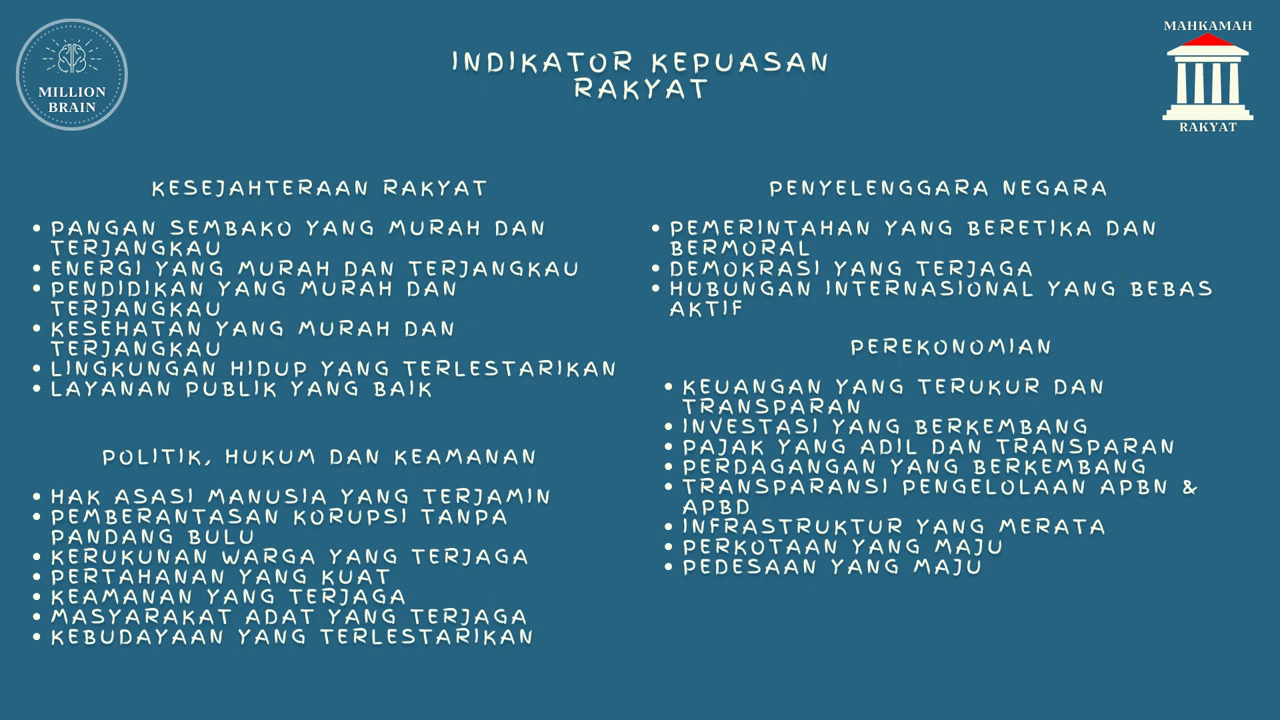 MILLION
BRAIN
INDIKATOR KEPUASAN
RAKYAT
MAHKAMAH
RAKYAT
KESEJAHTERAAN RAKYAT
• PANGAN SEMBAKO YANG MURAH DAN
TERJANGKAU
• ENERGI YANG MURAH DAN TERJANGKAU
• PENDIDIKAN YANG MURAH DAN
TERJANGKAU
• KESEHATAN YANG MURAH DAN
TERJANGKAU
• LINGKUNGAN HIDUP YANG TERLESTARIKAN
• LAYANAN PUBLIK YANG BAIK
POLITIK, HUKUM DAN KEAMANAN
• HAK ASASI MANUSIA YANG TERJAMIN
• PEMBERANTASAN KORUPSI TANPA
PANDANG BULU
• KERUKUNAN WARGA YANG TERJAGA
• PERTAHANAN YANG KUAT
• KEAMANAN YANG TERJAGA
• MASYARAKAT ADAT YANG TERJAGA
• KEBUDAYAAN YANG TERLESTARIKAN
PENYELENGGARA NEGARA
• PEMERINTAHAN YANG BERETIKA DAN
BERMORAL
• DEMOKRASI YANG TERJAGA
• HUBUNGAN INTERNASIONAL YANG BEBAS
AKTIF
PEREKONOMIAN
• KEUANGAN YANG TERUKUR DAN
TRANSPARAN
• INVESTASI YANG BERKEMBANG
• PAJAK YANG ADIL DAN TRANSPARAN
• PERDAGANGAN YANG BERKEMBANG
• TRANSPARANSI PENGELOLAAN APBN &
APBD
• INFRASTRUKTUR YANG MERATA
• PERKOTAAN YANG MAJU
• PEDESAAN YANG MAJU